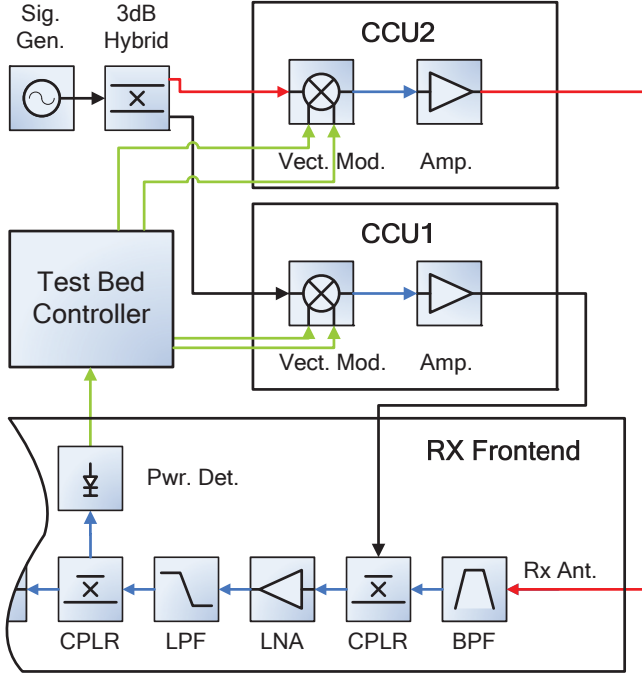 Sig.
Gen.
3dB
Hybrid
CCU2
Vect. Mod.
Amp.
Test Bed
Controller
CCU1
Vect. Mod.
Amp.
RX Frontend
Pwr. Det.
Rx Ant.
CPLR
LPF
LNA
CPLR
BPF